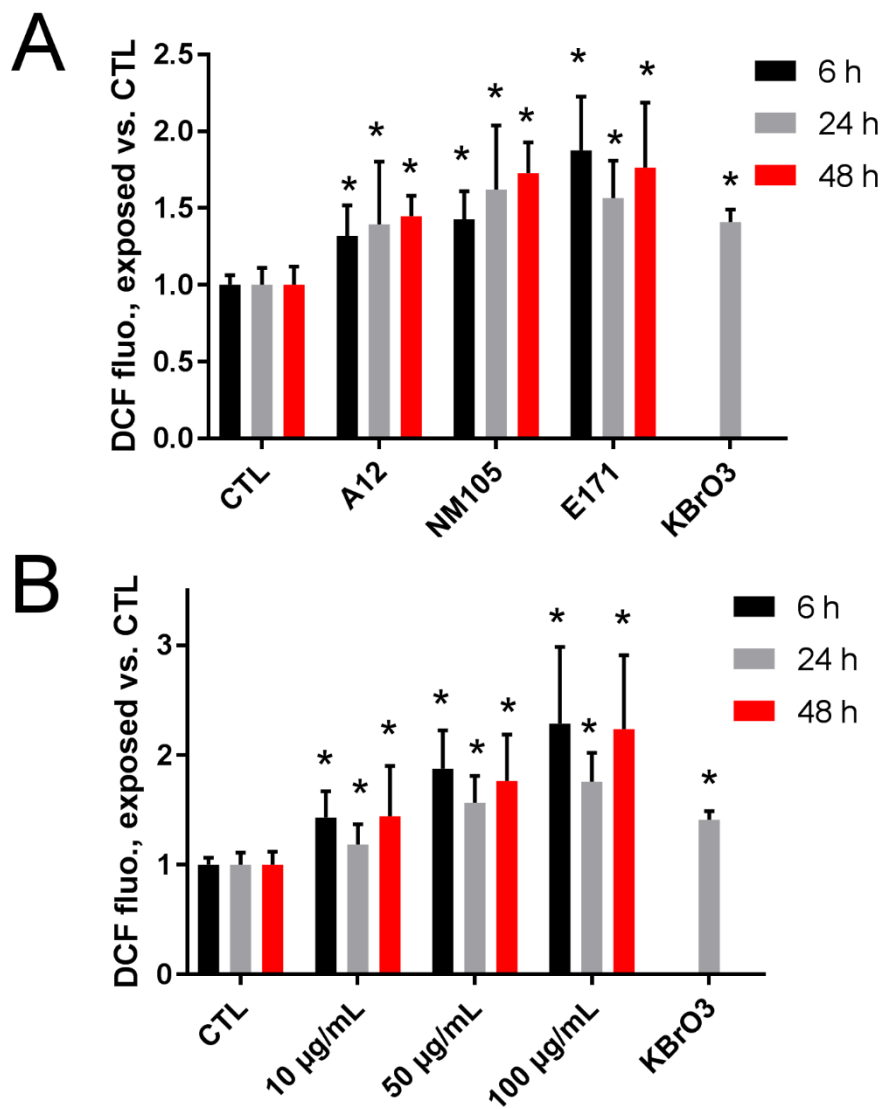 A
DCF fluo., exposed vs. CTL
2.5
2.0
1.5
1.0
0.5
0.0
* * * * * * * * * *
6 h
24 h
48 h
CTL
A12
NM105
E171
KBrO3
B
DCF fluo., exposed vs. CTL
3
2
1
0
* * * * * * * * * *
6 h
24 h
48 h
CTL
10 µg/mL
50 µg/mL
100 µg/mL
KBrO3